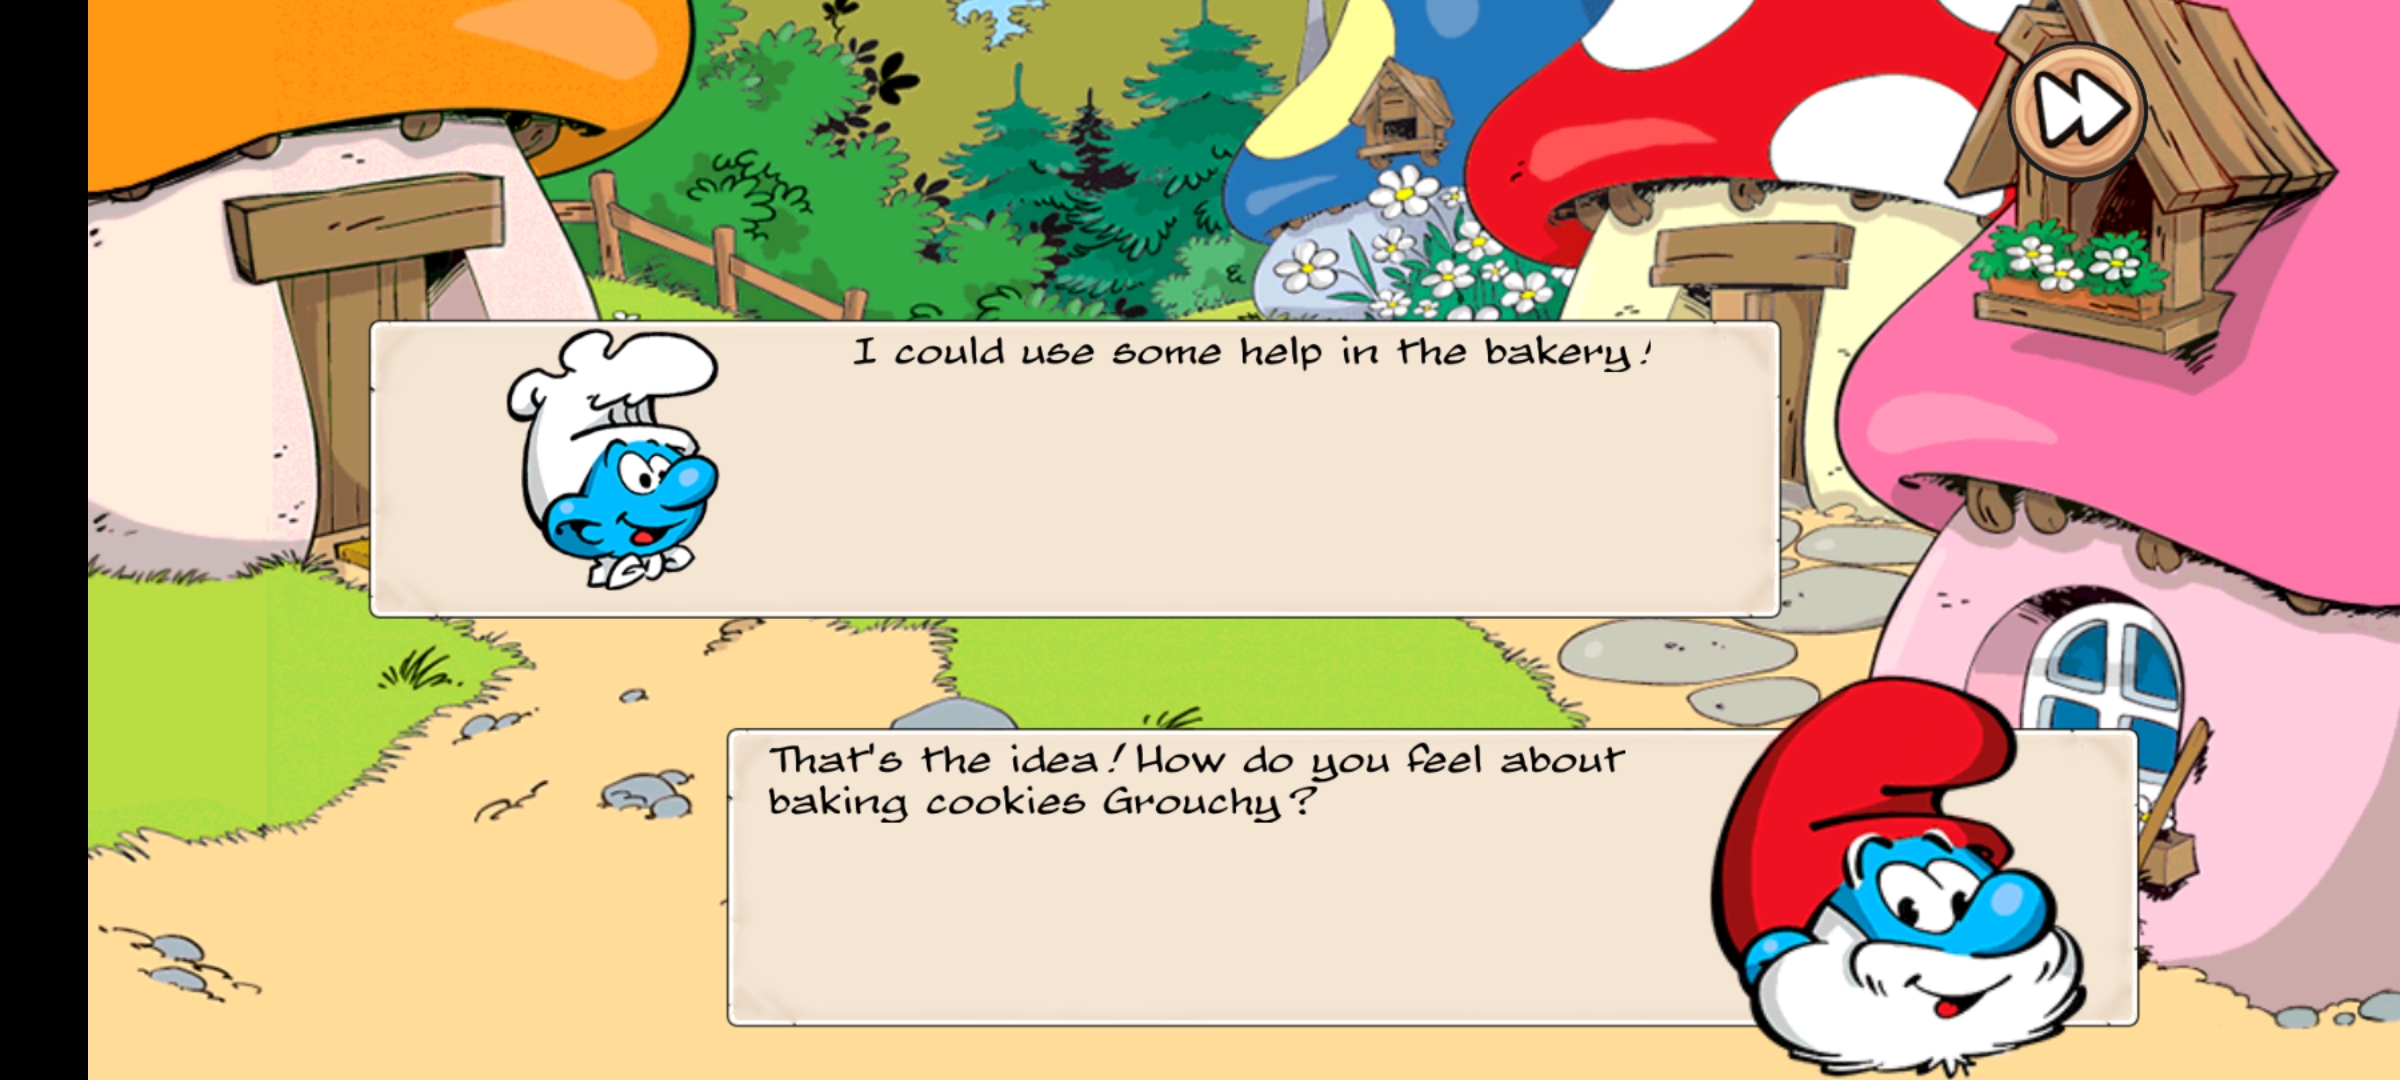 I could use some help in the bakery!
That's the idea! How do you feel about
baking cookies Grouchy?